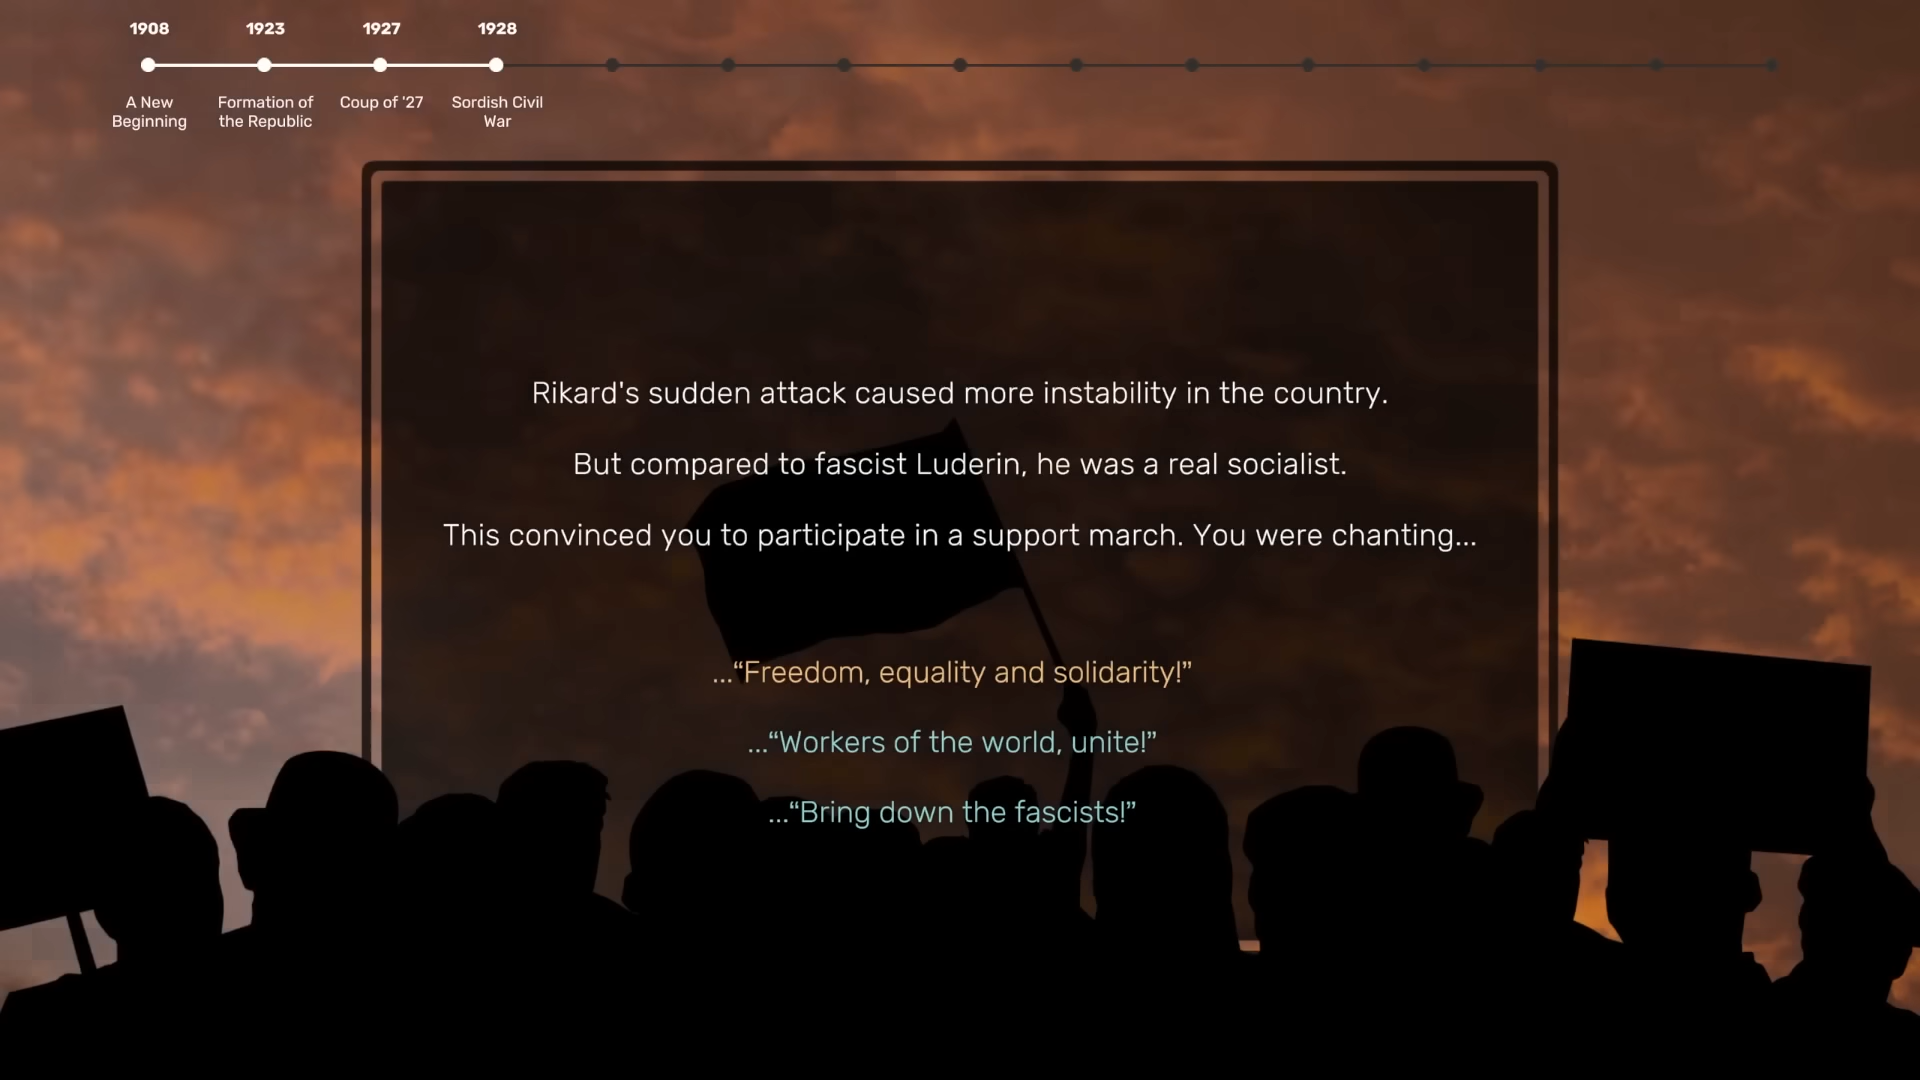 1908
1923
1927
1928
A New
Beginning
Formation of
the Republic
Coup of '27
Sordish Civil
War
Rikard's sudden attack caused more instability in the country.
But compared to fascist Luderin, he was a real socialist.
This convinced you to participate in a support march. You were chanting...
...“Freedom, equality and solidarity!”
...“Workers of the world, unite!”
...“Bring down the fascists!”